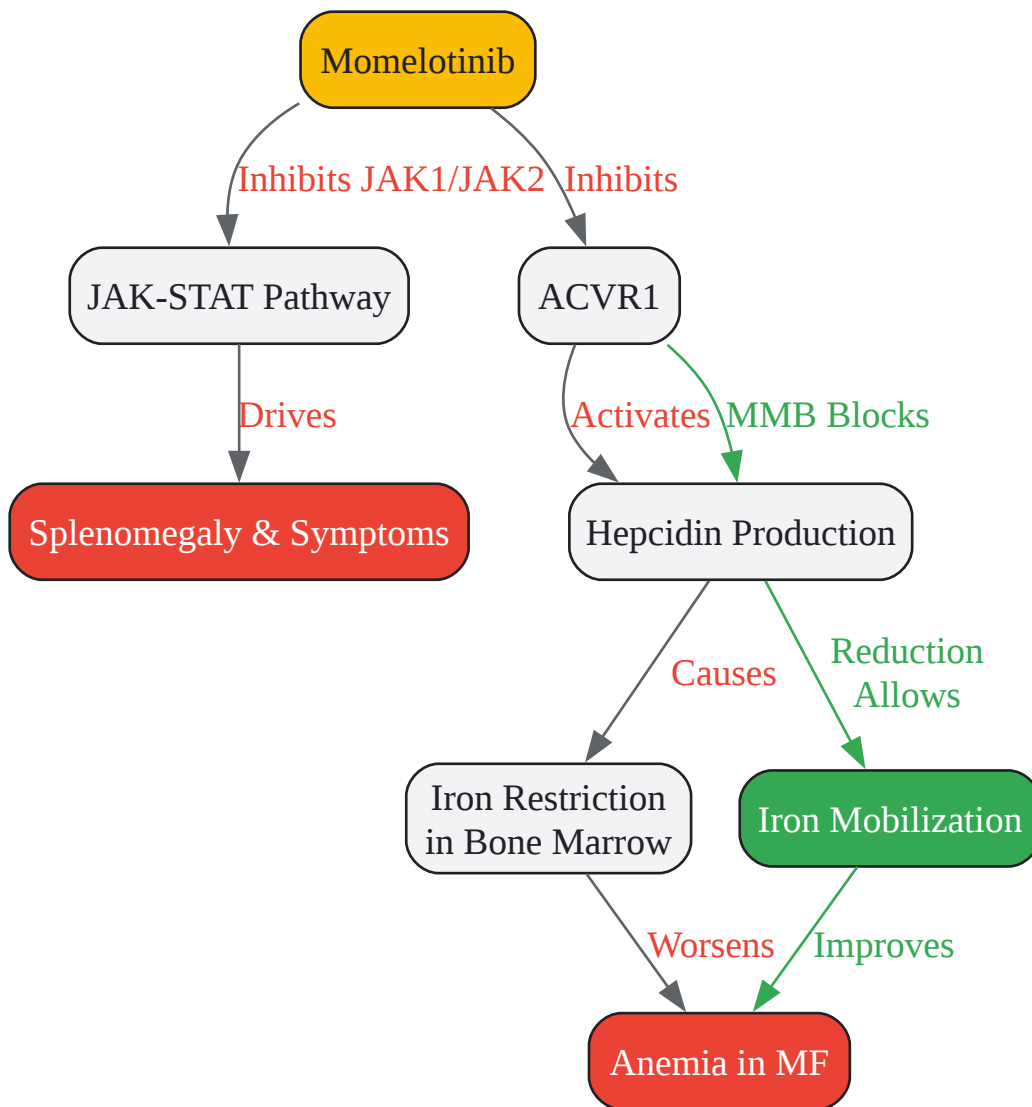 Momelotinib
Inhibits JAK1/JAK2
Inhibits
JAK-STAT Pathway
ACVR1
Drives
Activates
MMB Blocks
Splenomegaly & Symptoms
Hepcidin Production
Causes
Reduction
Allows
Iron Restriction
in Bone Marrow
Iron Mobilization
Worsens
Improves
Anemia in MF